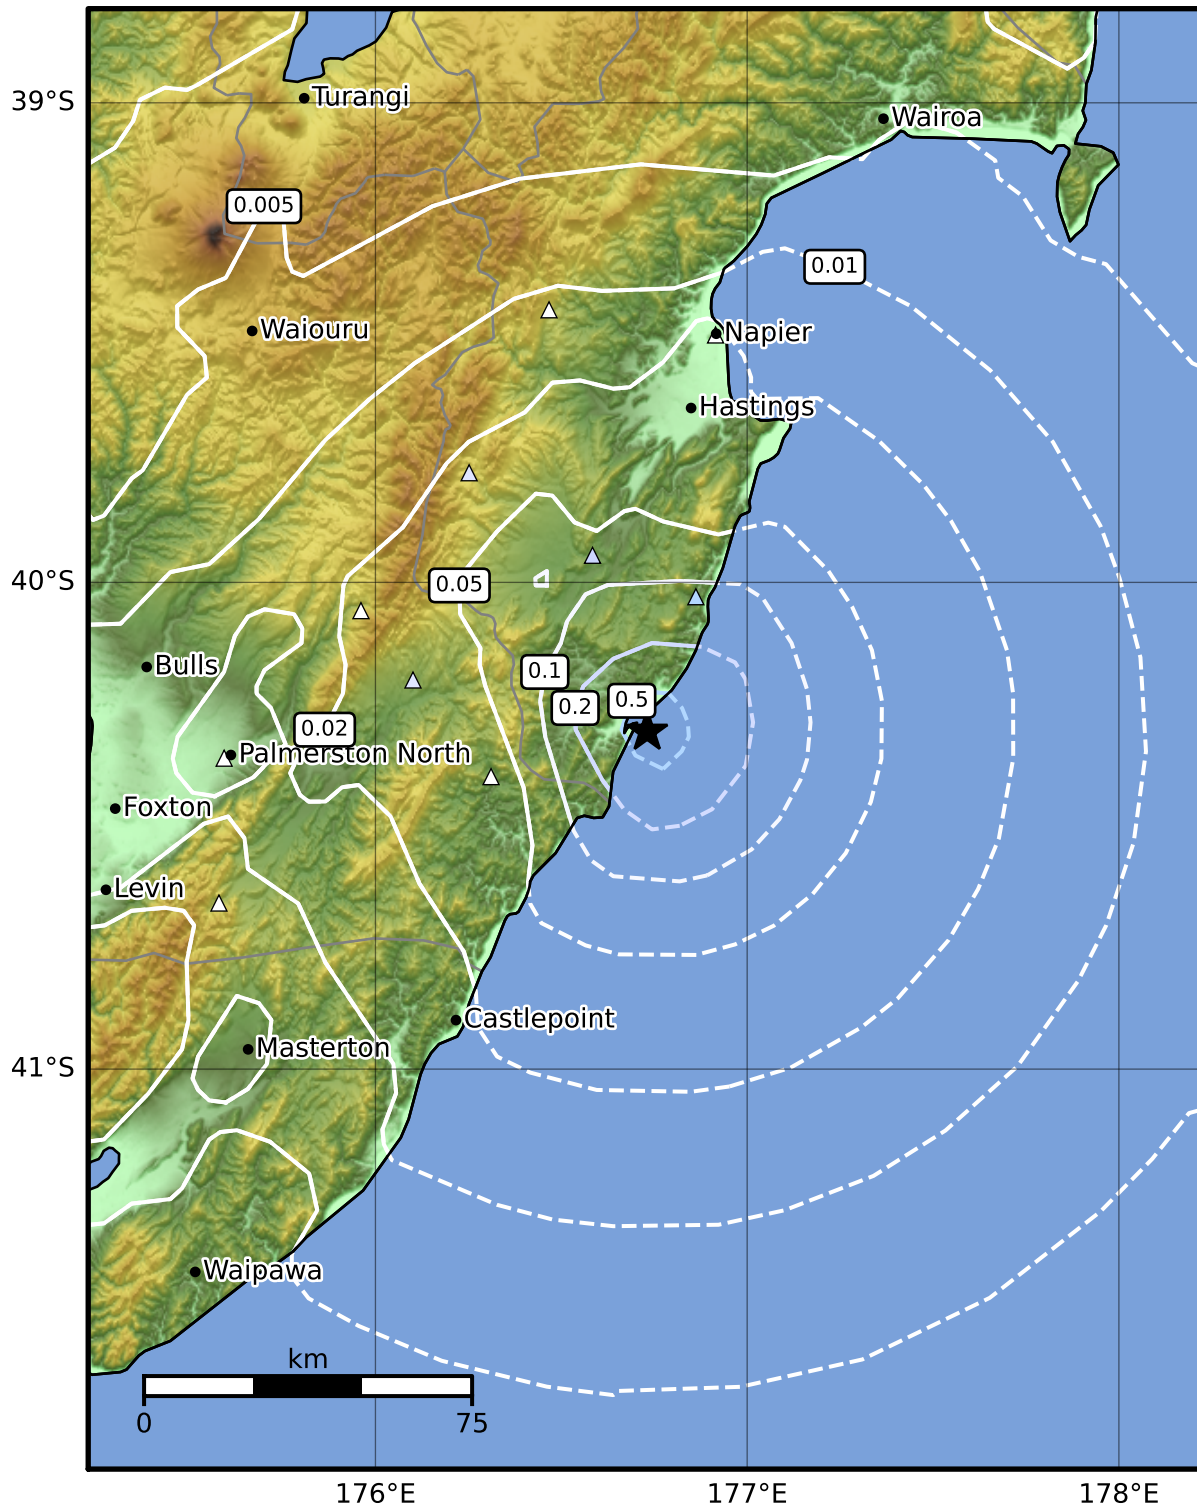 39°S
Turangi
Wairoa
0.005
0.01
Waiouru
Napier
Hastings
40°S
0.05
Bulls
0.1
0.2
0.5
0.02
Palmerston North
Foxton
Levin
Castlepoint
Masterton
41°S
Waipawa
km
0
75
176°E
177°E
178°E